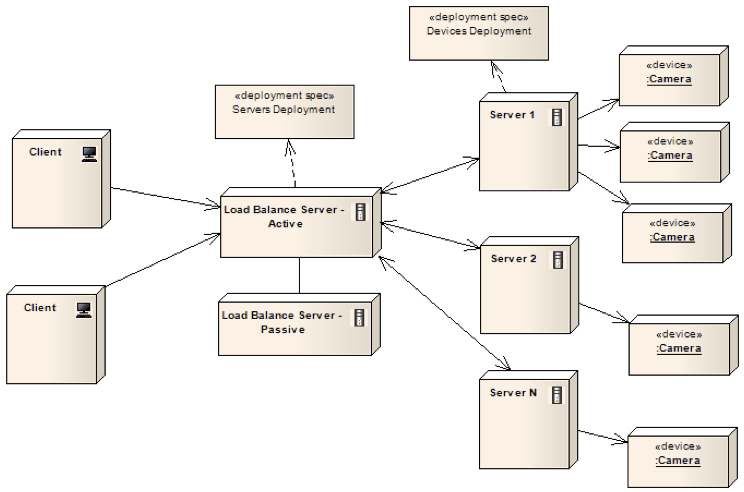 «deployment spec»
Devices Deployment
«device»
:Camera
«deployment spec»
Servers Deployment
Server 1
Client
«device»
:Camera
Load Balance Server -
Active
«device»
:Camera
Server 2
Client
Load Balance Server -
Passive
«device»
:Camera
Server N
«device»
:Camera